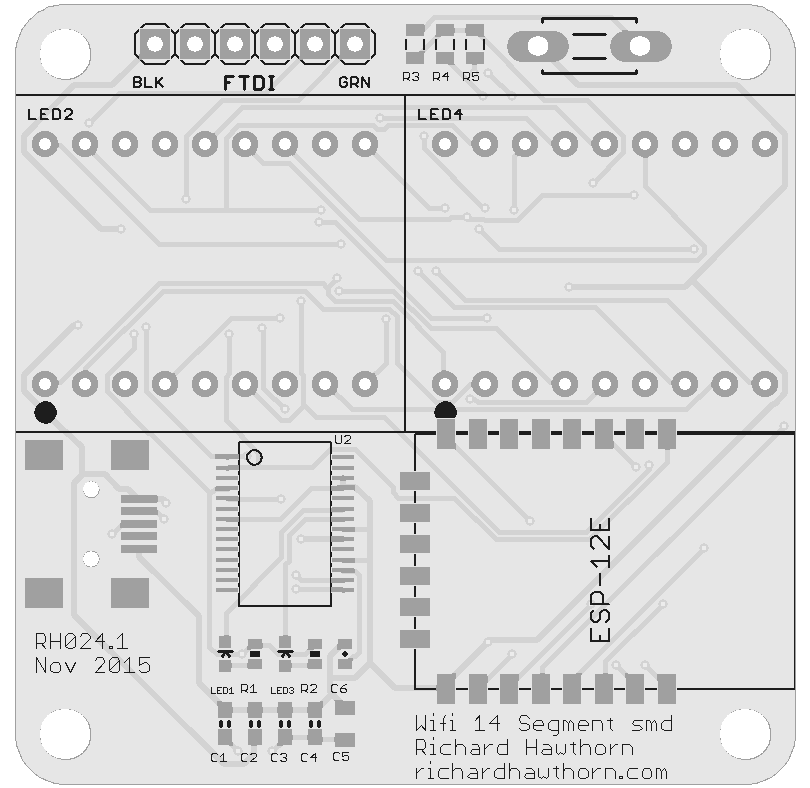 BLK
FTDI
GRN
R3 R4 R5
LED2
LED4
U2
ESP-12E
RH024.1
Nov 2015
LED1 R1 LED3 R2 C6
C1 C2 C3 C4 C5
Wifi 14 Segment smd
Richard Hawthorn
richardhawthorn.com